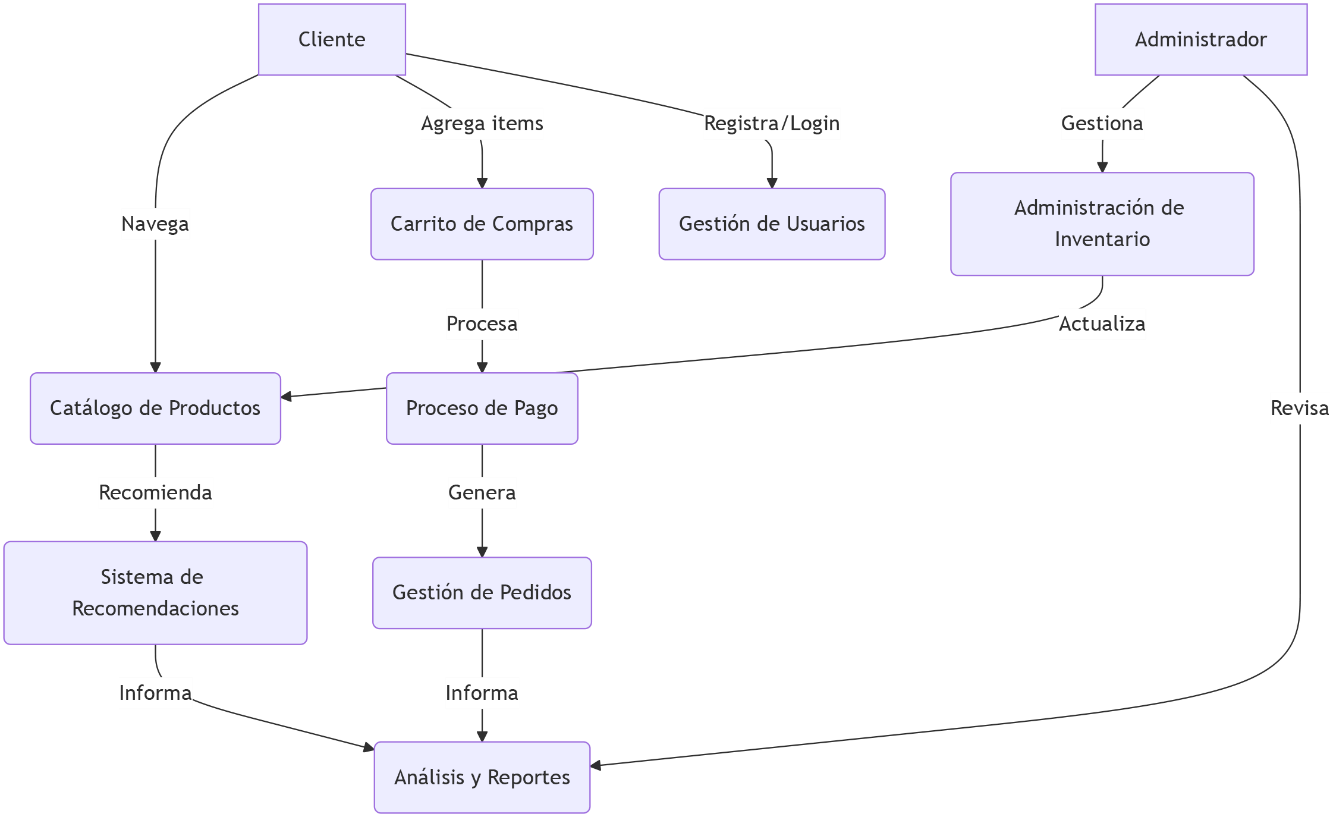 Cliente
Administrador
Agrega items
Registra/Login
Gestiona
Navega
Carrito de Compras
Gestión de Usuarios
Administración de
Inventario
Procesa
Actualiza
Catálogo de Productos
Proceso de Pago
Revisa
Recomienda
Genera
Sistema de
Recomendaciones
Gestión de Pedidos
Informa
Informa
Análisis y Reportes